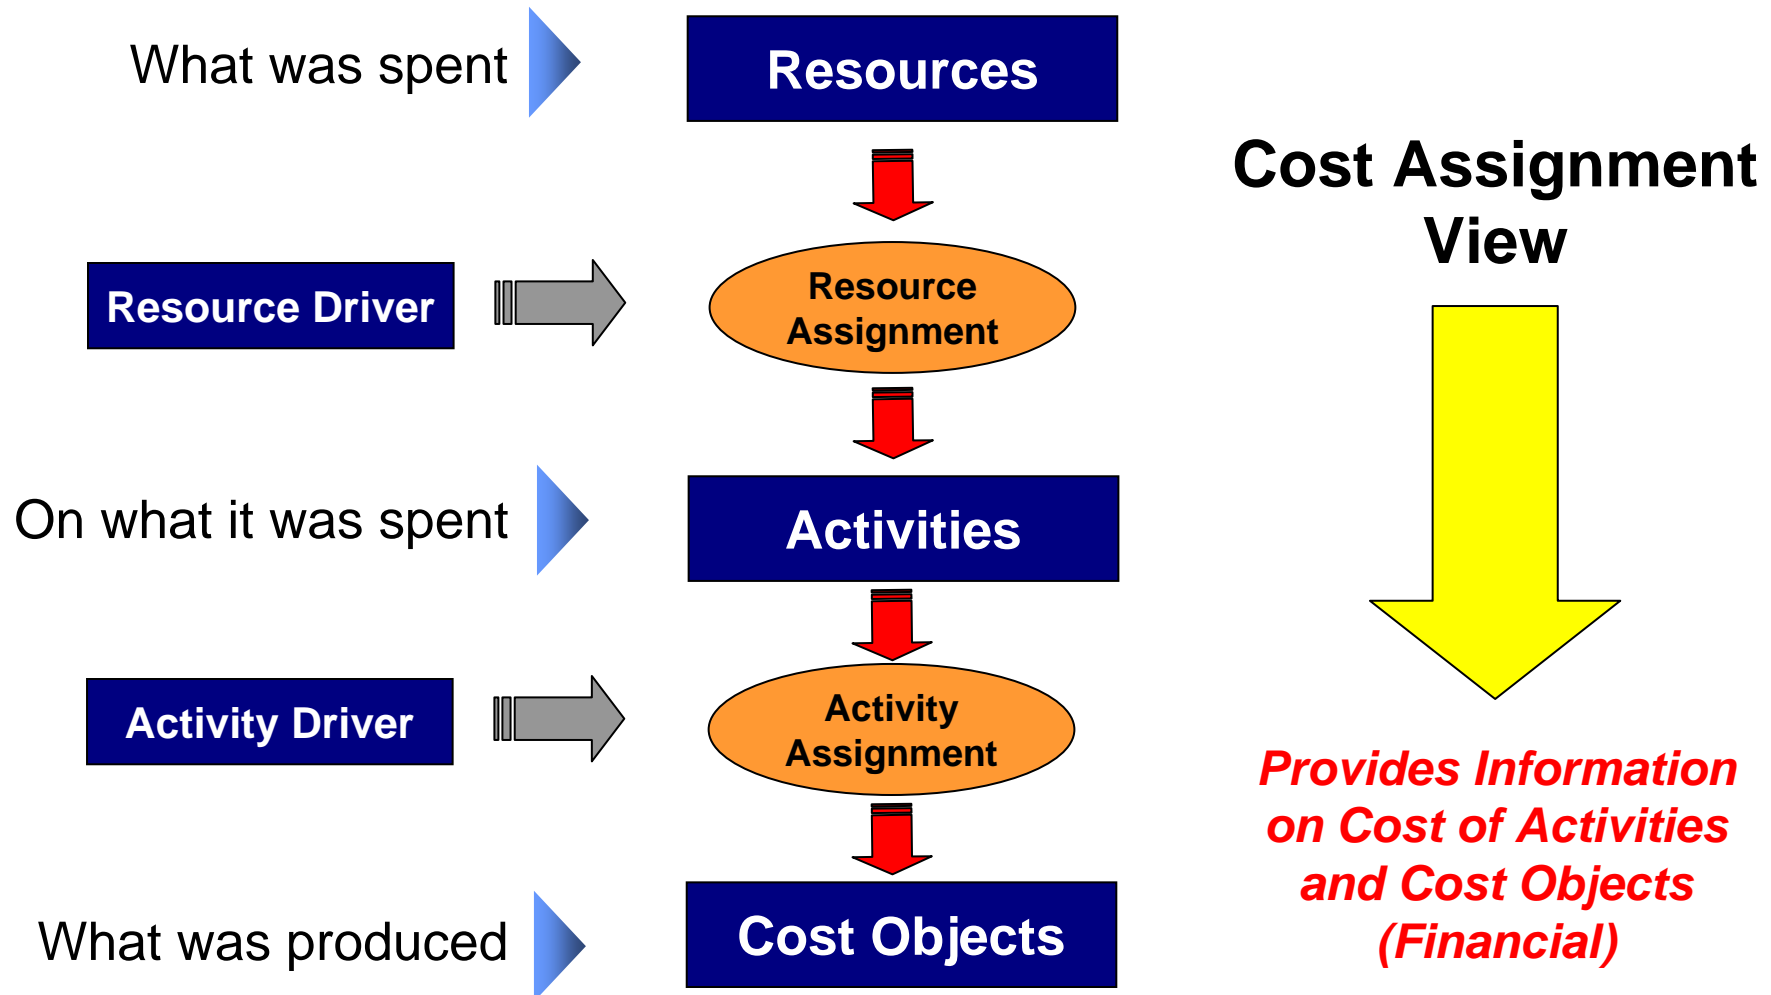 What was spent
Resources
Cost Assignment
View
Resource Driver
Resource
Assignment
On what it was spent
Activities
Activity Driver
Activity
Assignment
Provides Information
on Cost of Activities
and Cost Objects
(Financial)
What was produced
Cost Objects